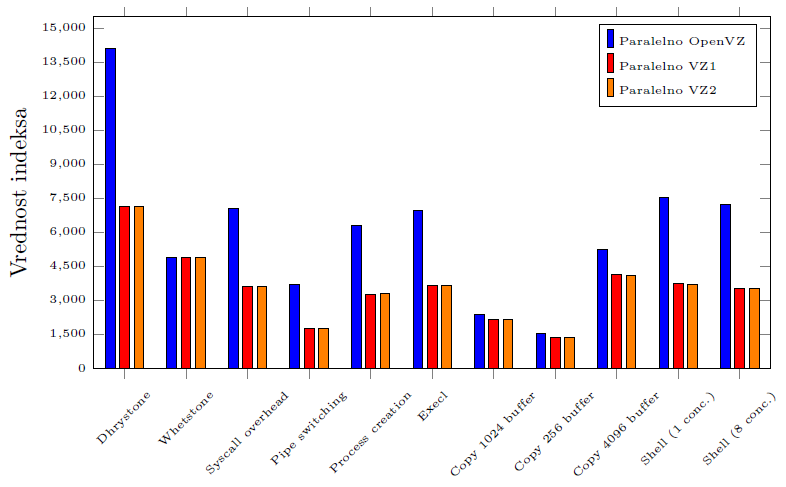 15,000
13,500
12,000
10,500
9,000
7,500
6,000
4,500
3,000
1,500
0
Vrednost indeksa
Paralelno OpenVZ
Paralelno VZ1
Paralelno VZ2
Dhrystone
Whetstone
Syscall overhead
Pipe switching
Process creation
Execl
Copy 1024 buffer
Copy 256 buffer
Copy 4096 buffer
Shell (1 conc.)
Shell (8 conc.)